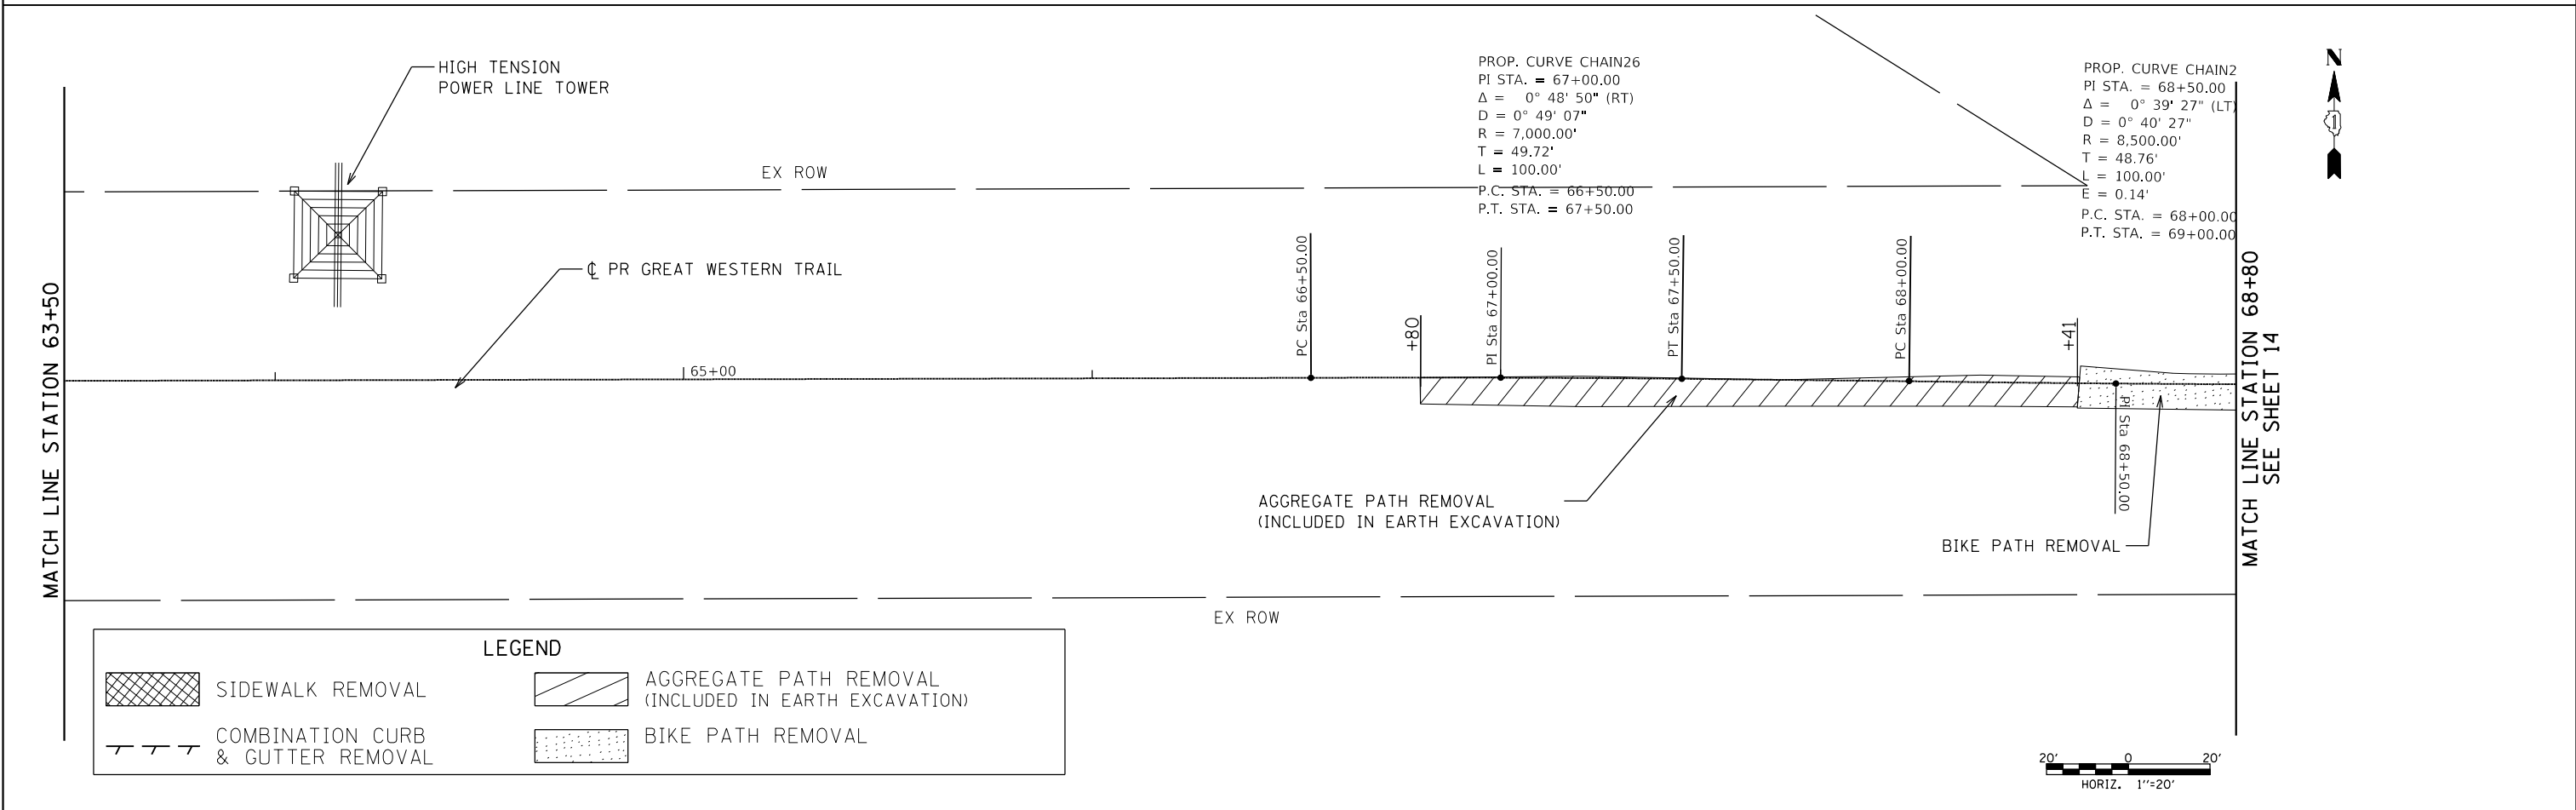 HIGH TENSION
POWER LINE TOWER
EX ROW
℄ PR GREAT WESTERN TRAIL
PROP. CURVE CHAIN26
PI STA. = 67+00.00
Δ = 0° 48' 50" (RT)
D = 0° 49' 07"
R = 7,000.00'
T = 49.72'
L = 100.00'
P.C. STA. = 66+50.00
P.T. STA. = 67+50.00
PROP. CURVE CHAIN2
PI STA. = 68+50.00
Δ = 0° 39' 27" (LT)
D = 0° 40' 27"
R = 8,500.00'
T = 48.76'
L = 100.00'
E = 0.14'
P.C. STA. = 68+00.00
P.T. STA. = 69+00.00
N
MATCH LINE STATION 63+50
65+00
PC Sta 66+50.00
+80
PI Sta 67+00.00
PT Sta 67+50.00
PC Sta 68+00.00
+41
PI Sta 68+50.00
MATCH LINE STATION 68+80
SEE SHEET 14
AGGREGATE PATH REMOVAL
(INCLUDED IN EARTH EXCAVATION)
BIKE PATH REMOVAL
EX ROW
LEGEND
SIDEWALK REMOVAL
COMBINATION CURB
& GUTTER REMOVAL
AGGREGATE PATH REMOVAL
(INCLUDED IN EARTH EXCAVATION)
BIKE PATH REMOVAL
20' 0 20'
HORIZ. 1''=20'